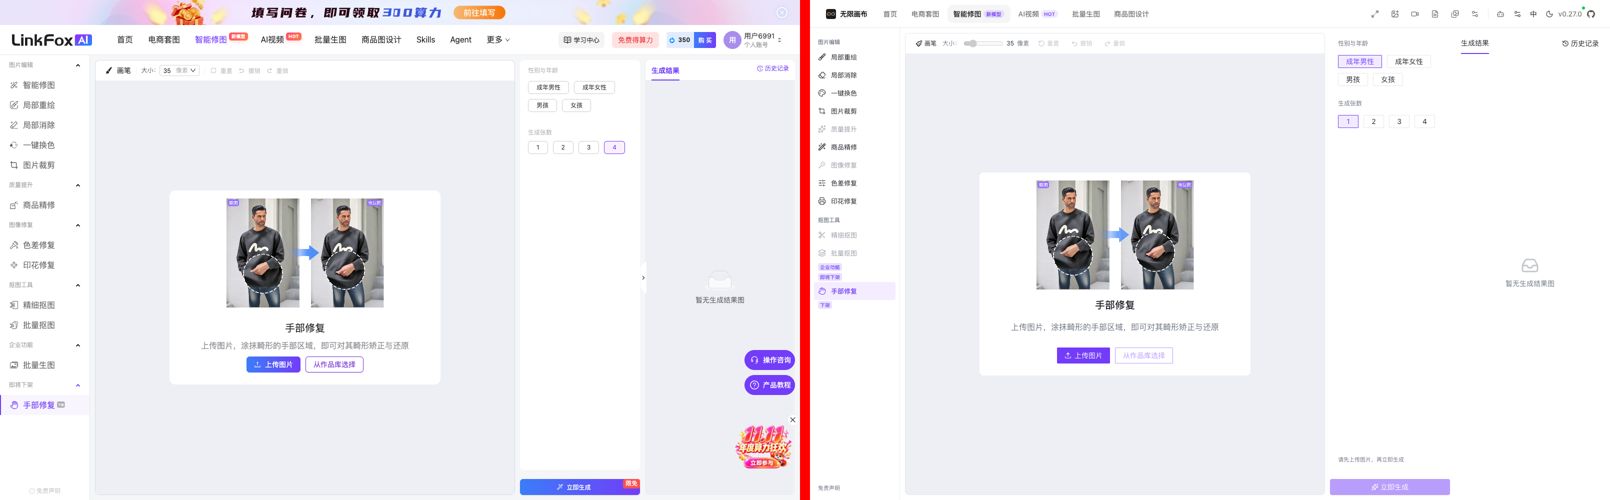 填写问卷，即可领取300算力
前往填写
LinkFox AI
首页
电商套图
智能修图
新模型
AI视频
HOT
批量生图
商品图设计
Skills
Agent
更多
学习中心
免费得算力
350
购买
用
用户6991
个人账号
图片编辑
智能修图
局部重绘
局部消除
一键换色
图片裁剪
质量提升
商品精修
图像修复
色差修复
印花修复
抠图工具
精细抠图
批量抠图
企业功能
批量生图
即将下架
手部修复
下架
免责声明
画笔
大小：
35
像素
重置
撤销
重做
手部修复
上传图片，涂抹畸形的手部区域，即可对其畸形矫正与还原
上传图片
从作品库选择
性别与年龄
成年男性
成年女性
男孩
女孩
生成张数
1
2
3
4
立即生成
限免
生成结果
历史记录
暂无生成结果图
操作咨询
产品教程
11.11
年度算力狂欢
立即参与
无限画布
首页
电商套图
智能修图
新模型
AI视频
HOT
批量生图
商品图设计
中
v0.27.0
图片编辑
局部重绘
局部消除
一键换色
图片裁剪
质量提升
商品精修
图像修复
色差修复
印花修复
抠图工具
精细抠图
批量抠图
企业功能
即将下架
手部修复
下架
免责声明
画笔
大小：
35
像素
重置
撤销
重做
手部修复
上传图片，涂抹畸形的手部区域，即可对其畸形矫正与还原
上传图片
从作品库选择
性别与年龄
成年男性
成年女性
男孩
女孩
生成张数
1
2
3
4
请先上传图片，再立即生成
立即生成
生成结果
历史记录
暂无生成结果图